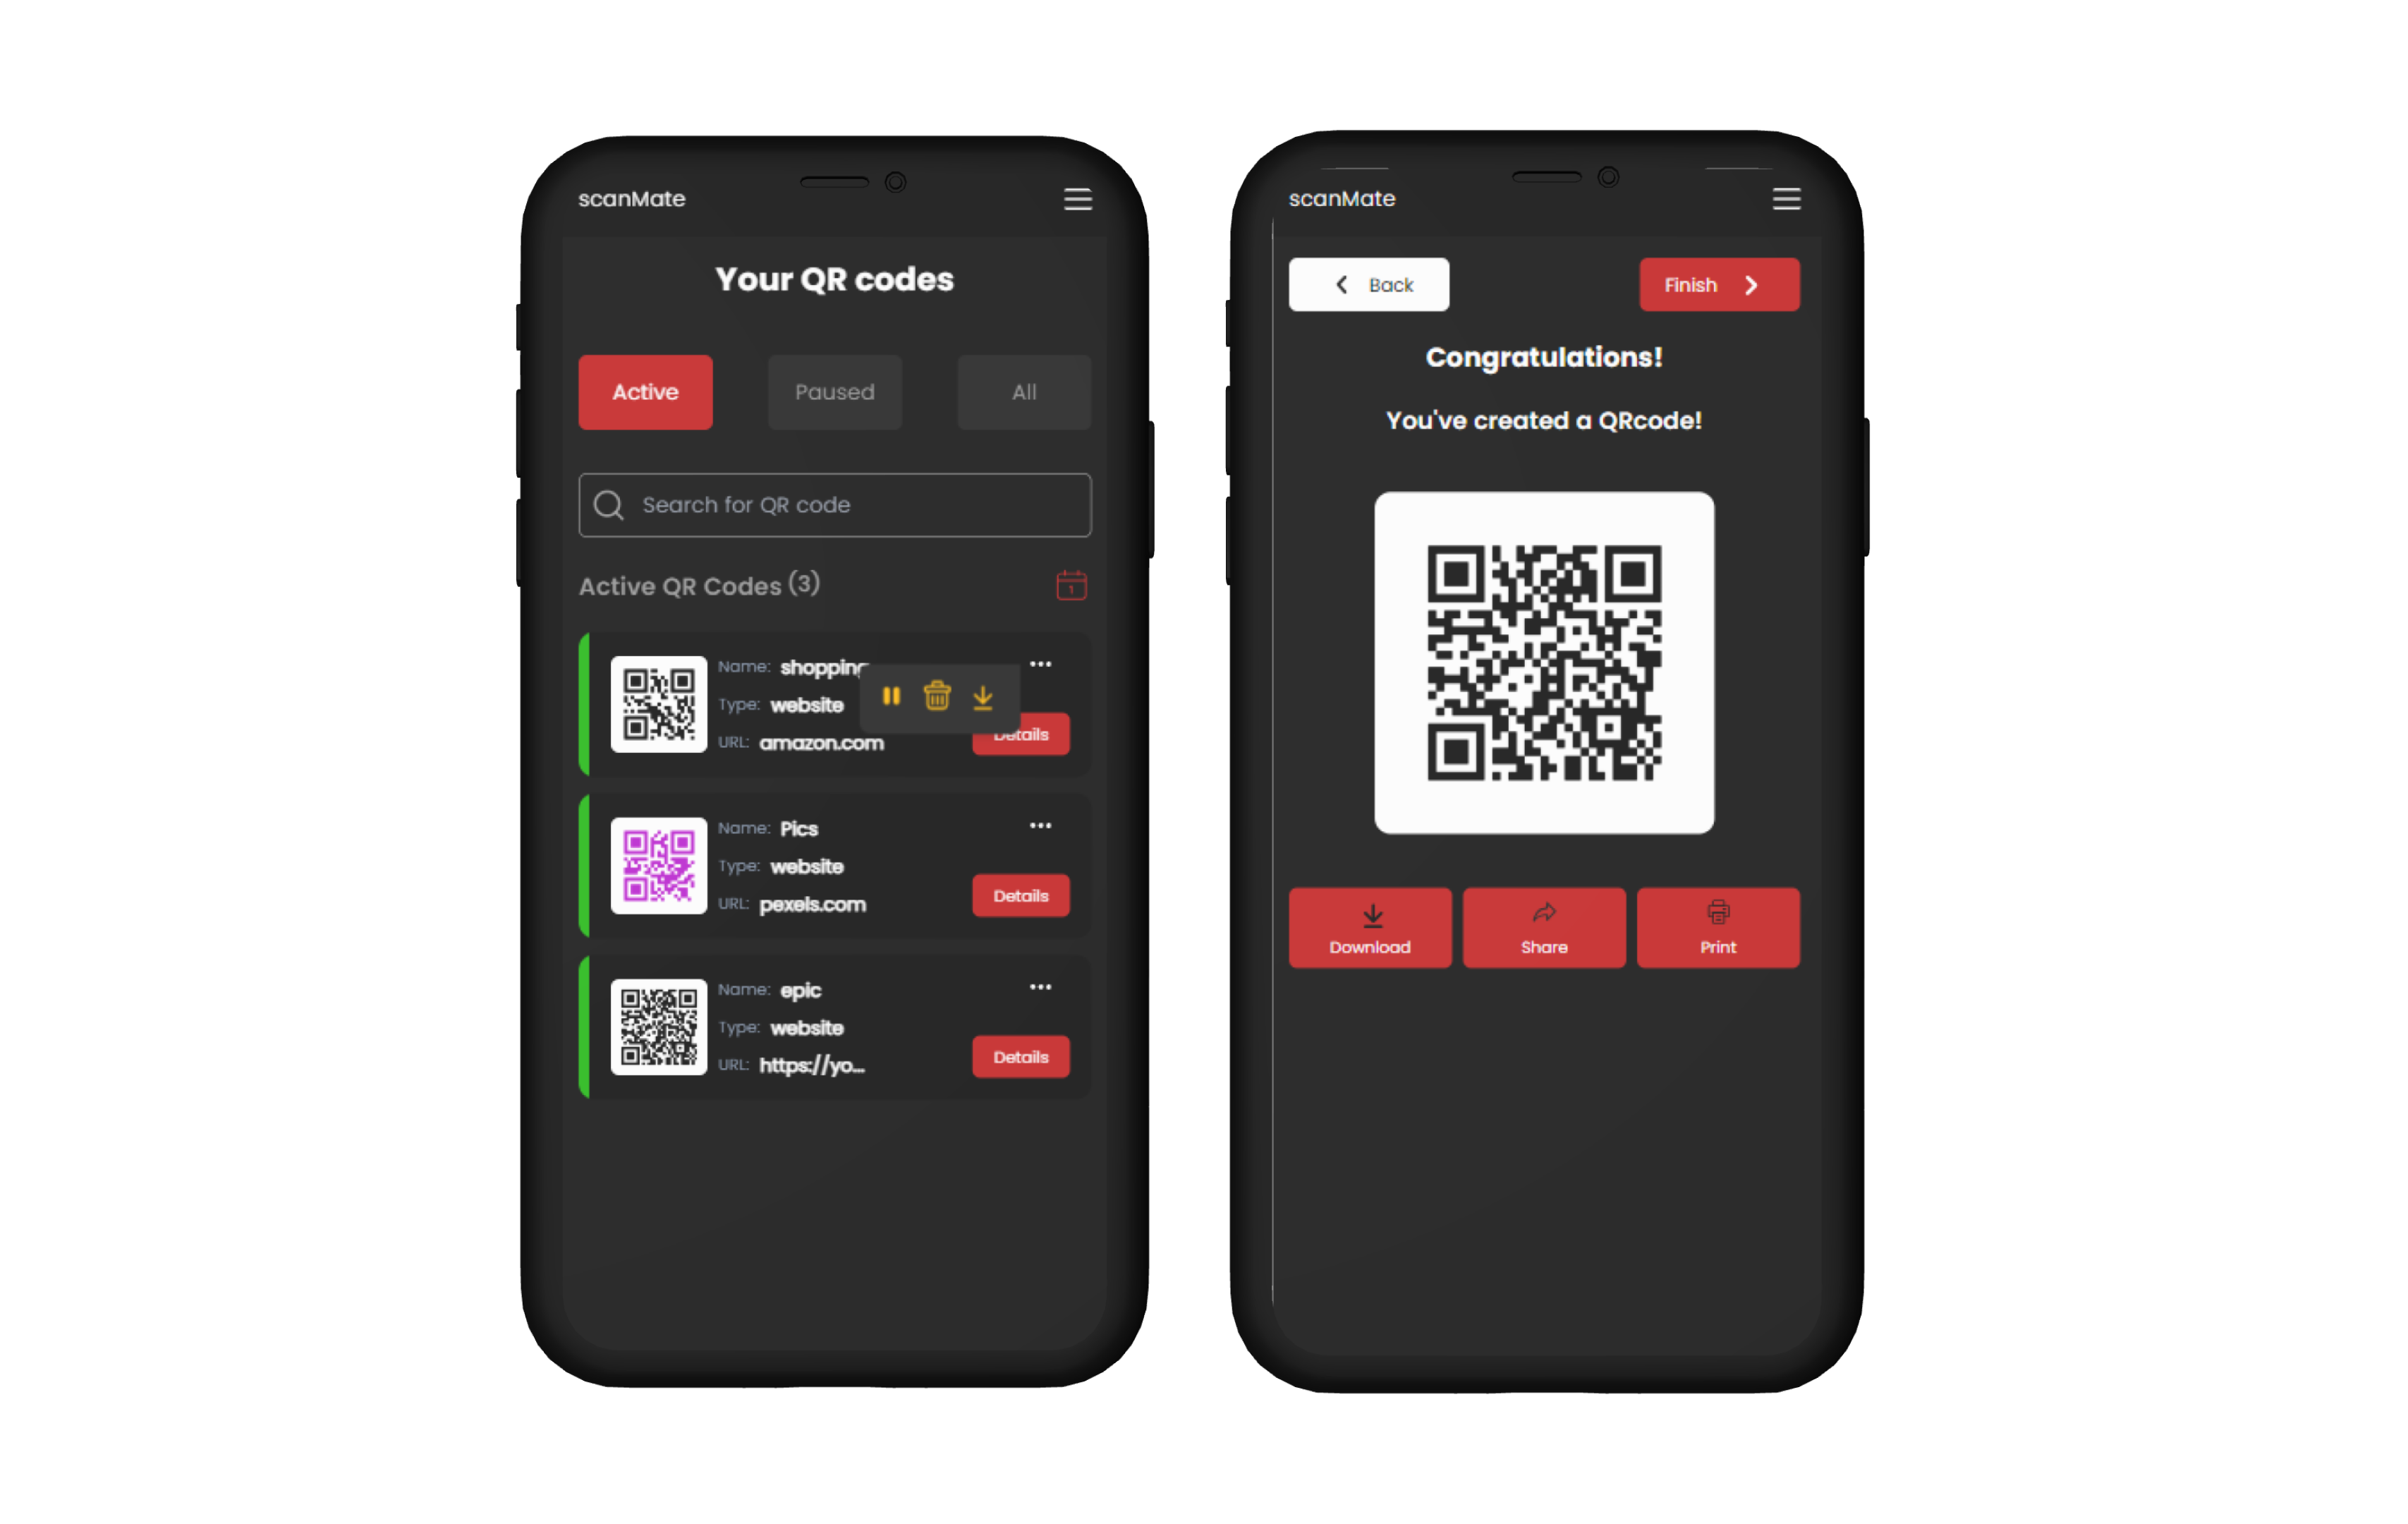 scanMate
Your QR codes
Active
Paused
All
Search for QR code
Active QR Codes (3)
1
Name: shopping
Type: website
URL: amazon.com
Details
Name: Pics
Type: website
URL: pexels.com
Details
Name: epic
Type: website
URL: https://yo...
Details
scanMate
Back
Finish
Congratulations!
You've created a QRcode!
Download
Share
Print